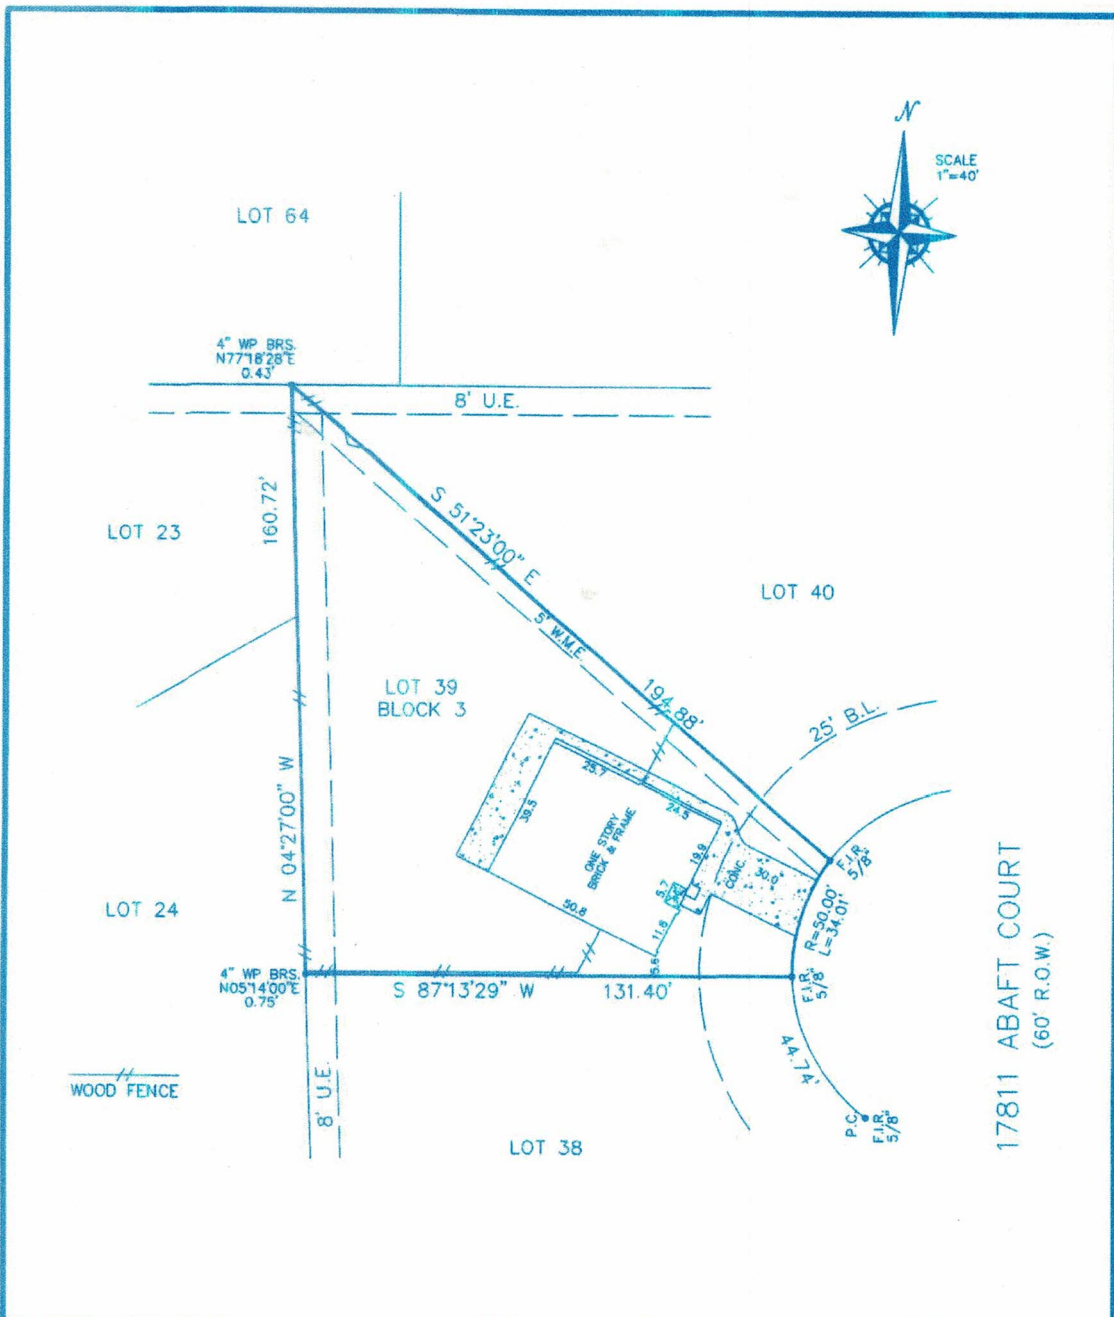 N
SCALE
1"=40'
LOT 64
4" WP BRS.
N77°18'28"E
0.43'
8' U.E.
160.72'
S 51°23'00" E
LOT 23
LOT 40
5' W.M.E.
LOT 39
BLOCK 3
194.88'
25' B.L.
25.7
24.5
39.5
ONE STORY
BRICK & FRAME
19.9
CONC.
30.0'
5.7
N 04°27'00" W
50.8
11.6
5.6
F.I.R.
5/8"
R=50.00'
L=34.01'
LOT 24
4" WP BRS.
N05°14'00"E
0.75'
S 87°13'29" W
131.40'
F.I.R.
5/8"
44.74'
17811 ABAFT COURT
(60' R.O.W.)
WOOD FENCE
8' U.E.
P.C.
F.I.R.
5/8"
LOT 38